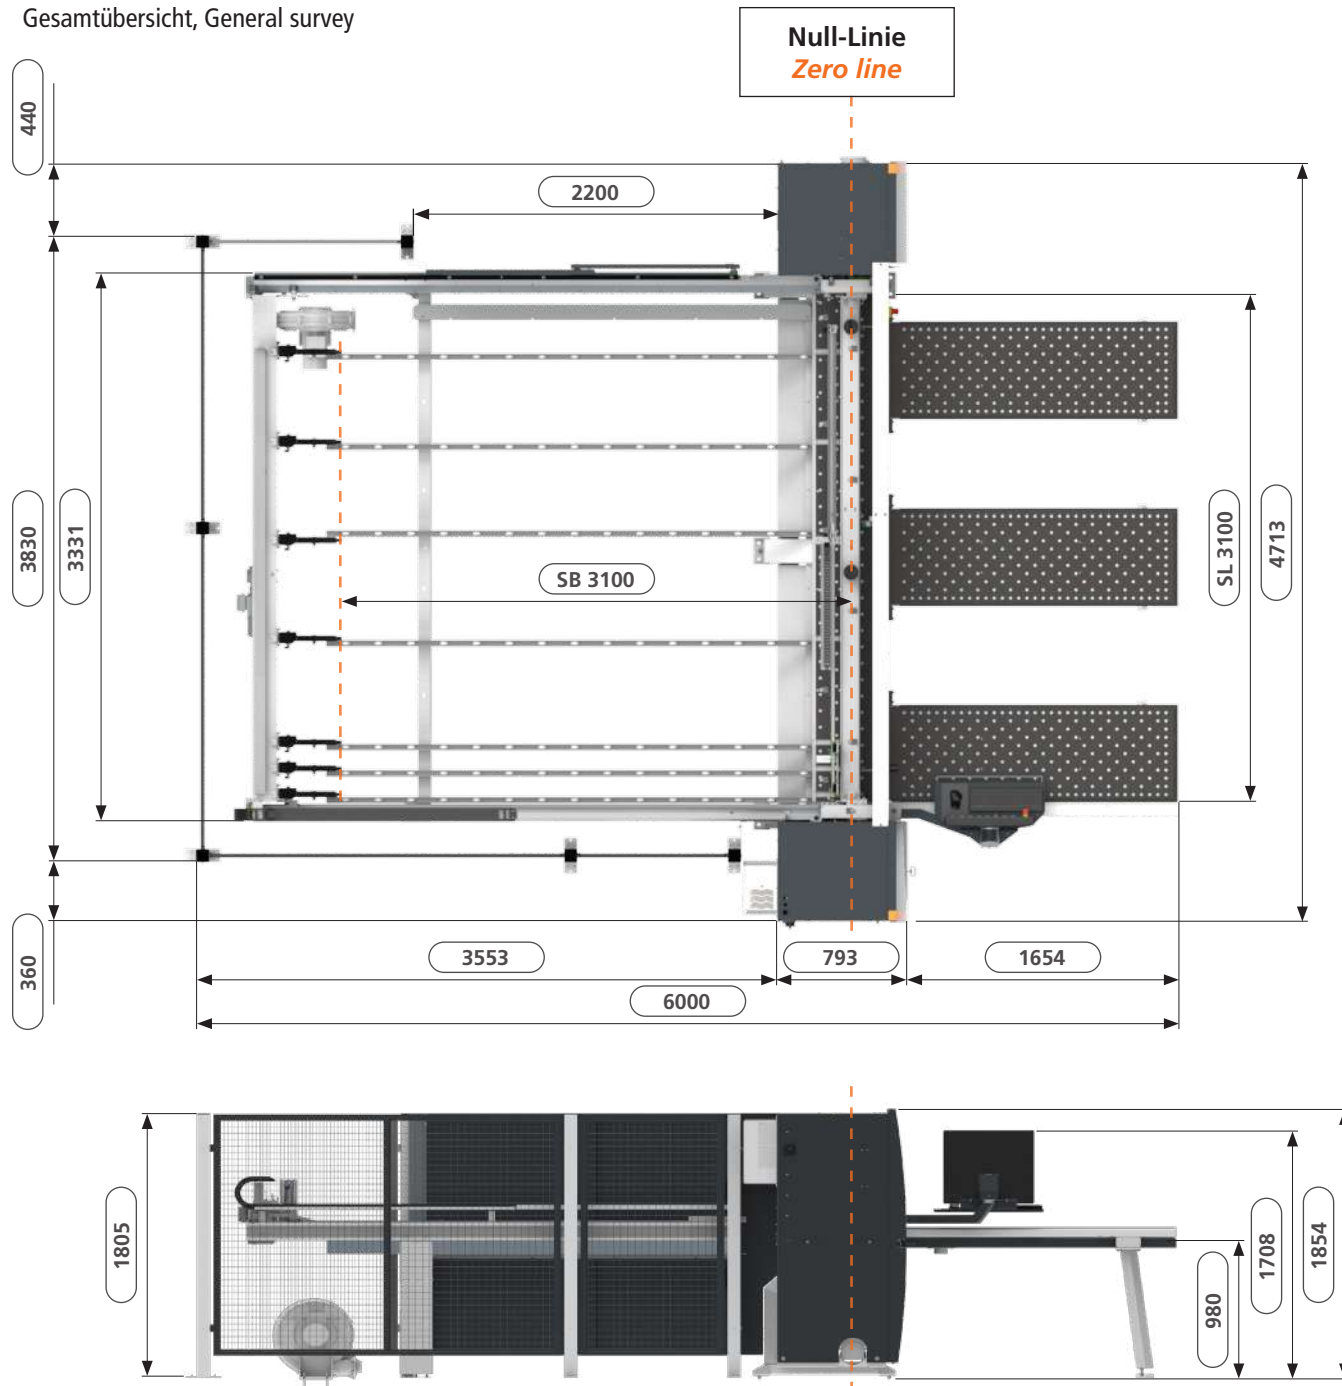 Gesamtübersicht, General survey
Null-Linie
Zero line
440
2200
3830
3331
SB 3100
SL 3100
4713
360
3553
793
1654
6000
1805
980
1708
1854